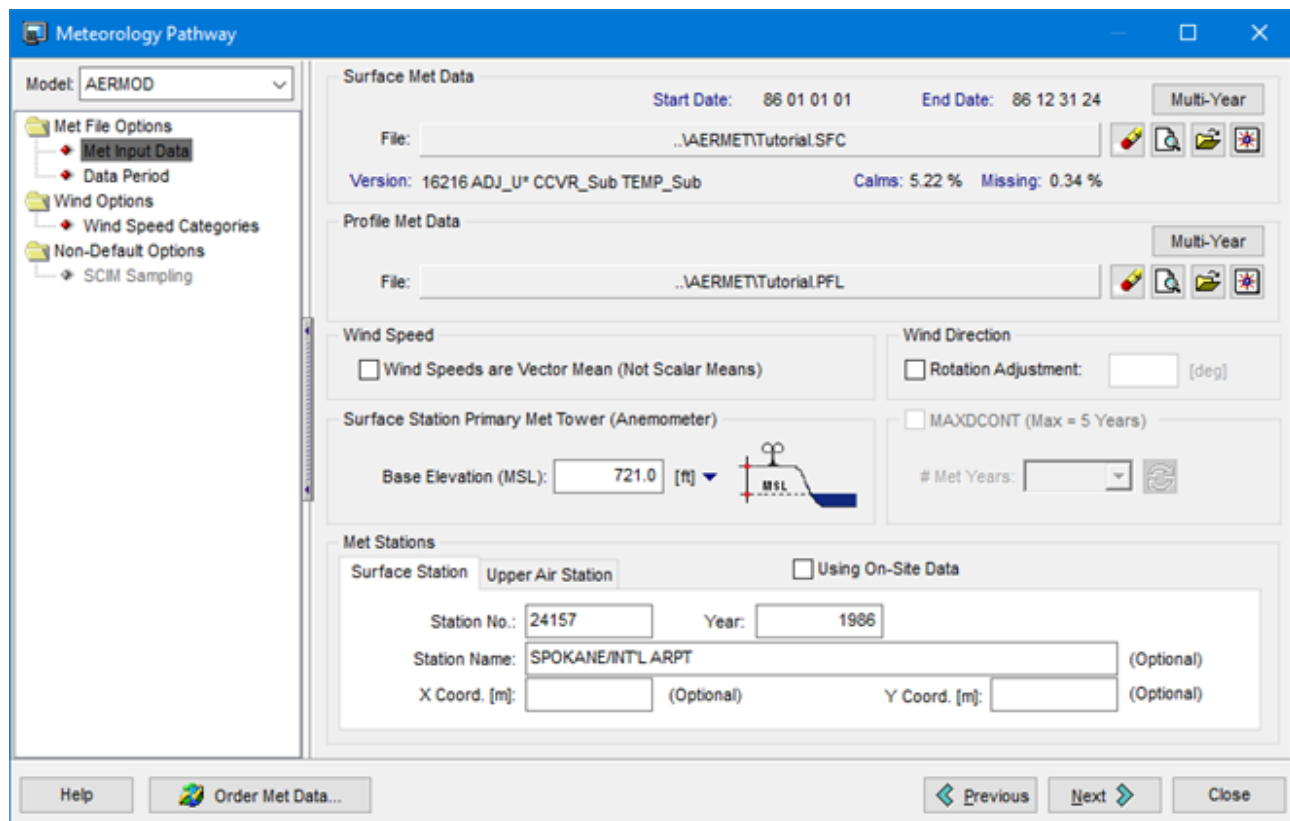 Meteorology Pathway
Model: AERMOD
Met File Options
Met Input Data
Data Period
Wind Options
Wind Speed Categories
Non-Default Options
SCIM Sampling
Surface Met Data
Start Date: 86 01 01 01 End Date: 86 12 31 24 Multi-Year
File: ..\AERMET\Tutorial.SFC
Version: 16216 ADJ_U* CCVR_Sub TEMP_Sub Calms: 5.22 % Missing: 0.34 %
Profile Met Data
Multi-Year
File: ..\AERMET\Tutorial.PFL
Wind Speed
Wind Speeds are Vector Mean (Not Scalar Means)
Wind Direction
Rotation Adjustment: [deg]
Surface Station Primary Met Tower (Anemometer)
Base Elevation (MSL): 721.0 [ft]
MSL
MAXDCONT (Max = 5 Years)
# Met Years:
Met Stations
Surface Station Upper Air Station Using On-Site Data
Station No.: 24157 Year: 1986
Station Name: SPOKANE/INT'L ARPT (Optional)
X Coord. [m]: (Optional) Y Coord. [m]: (Optional)
Help Order Met Data... Previous Next Close